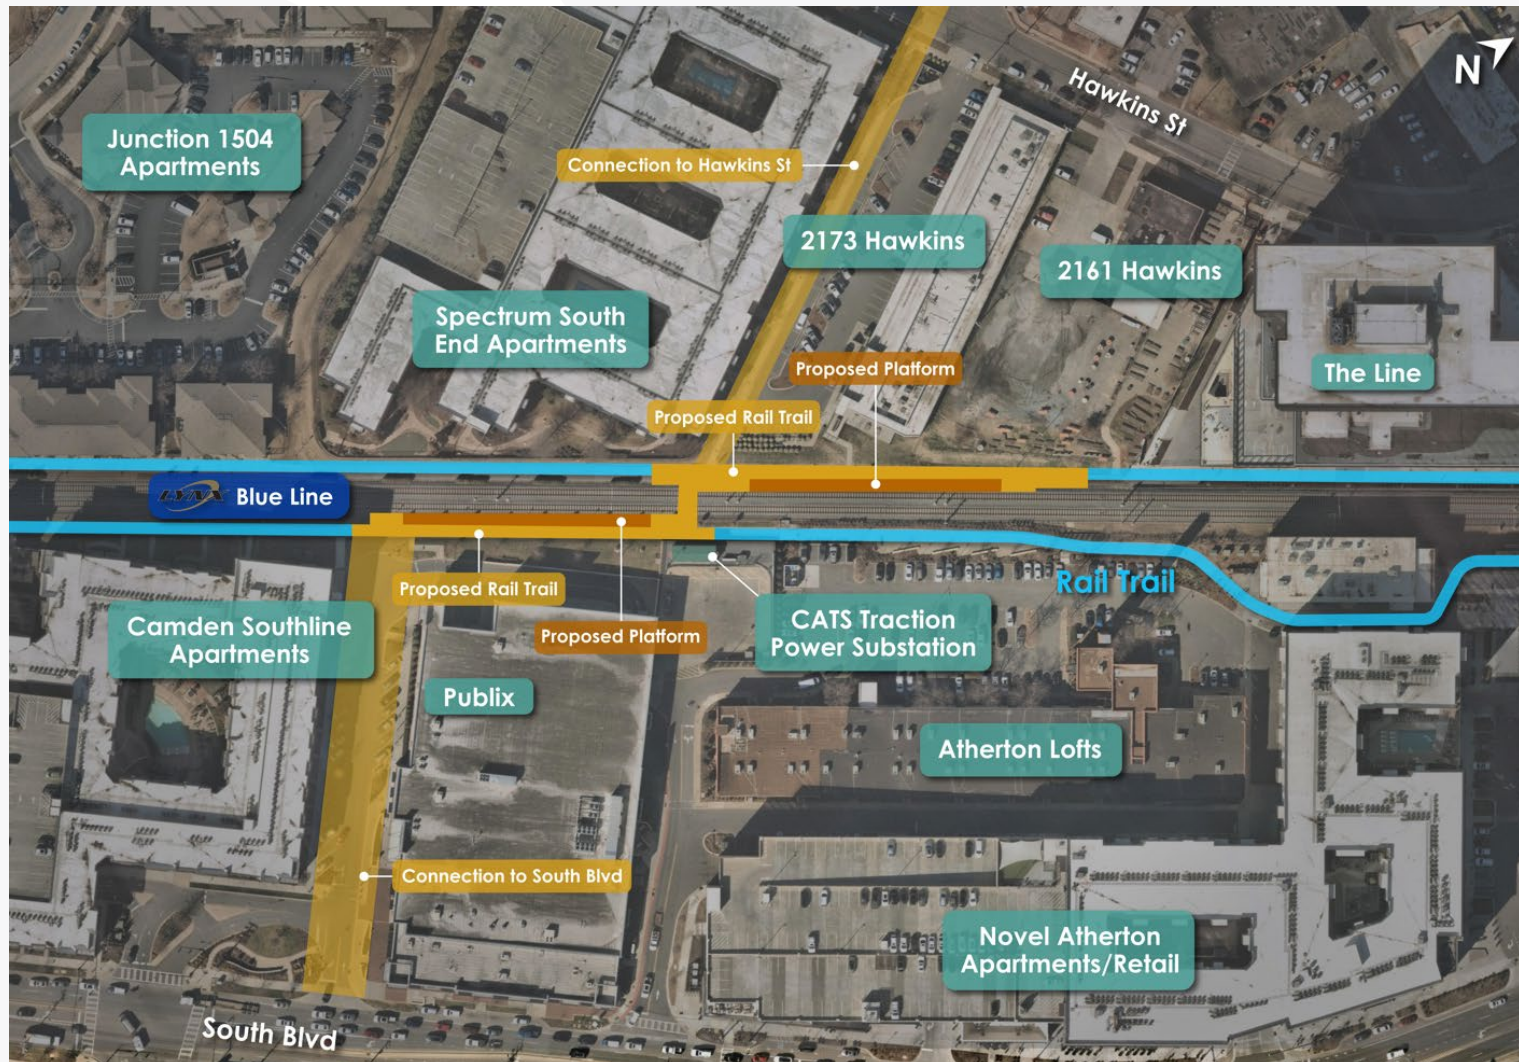 N
Hawkins St
Junction 1504
Apartments
Connection to Hawkins St
2173 Hawkins
2161 Hawkins
Spectrum South
End Apartments
Proposed Platform
The Line
Proposed Rail Trail
LYNX Blue Line
Proposed Rail Trail
Rail Trail
Camden Southline
Apartments
Proposed Platform
CATS Traction
Power Substation
Publix
Atherton Lofts
Connection to South Blvd
Novel Atherton
Apartments/Retail
South Blvd